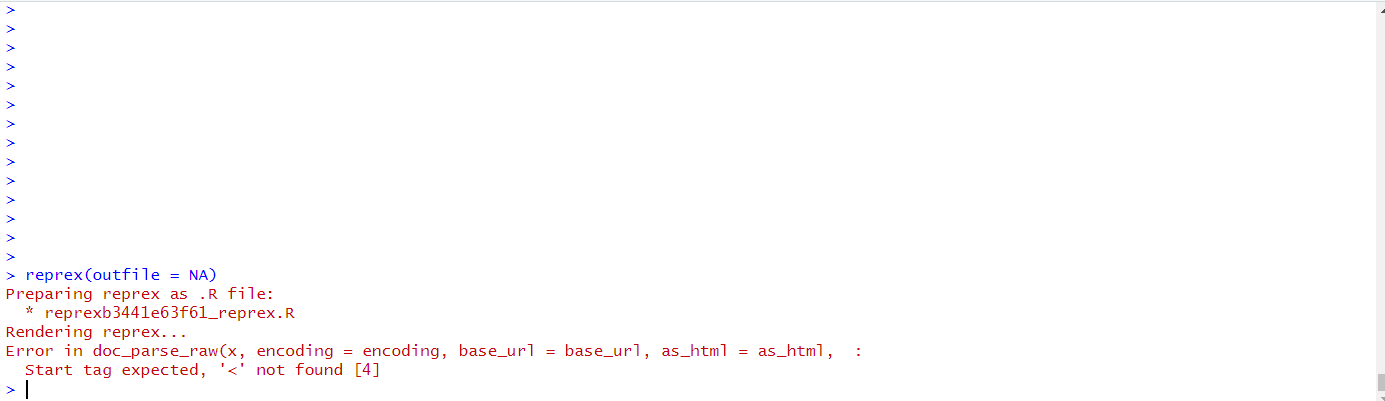 >
>
>
>
>
>
>
>
>
>
>
>
>
>
> reprex(outfile = NA)
Preparing reprex as .R file:
  * reprexb3441e63f61_reprex.R
Rendering reprex...
Error in doc_parse_raw(x, encoding = encoding, base_url = base_url, as_html = as_html,  :
  Start tag expected, '<' not found [4]
>